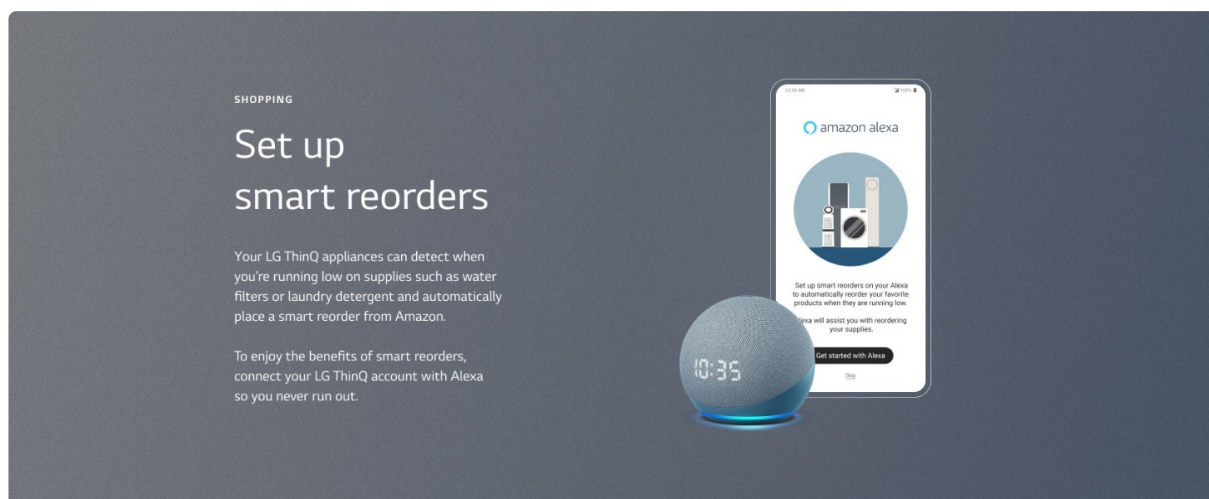 SHOPPING
Set up
smart reorders
Your LG ThinQ appliances can detect when
you're running low on supplies such as water
filters or laundry detergent and automatically
place a smart reorder from Amazon.
To enjoy the benefits of smart reorders,
connect your LG ThinQ account with Alexa
so you never run out.
100%
amazon alexa
Set up smart reorders on your Alexa
to automatically reorder your favorite
products when they are running low.
will assist you with reordering
your supplies.
Get started with Alexa
Skip
10:35